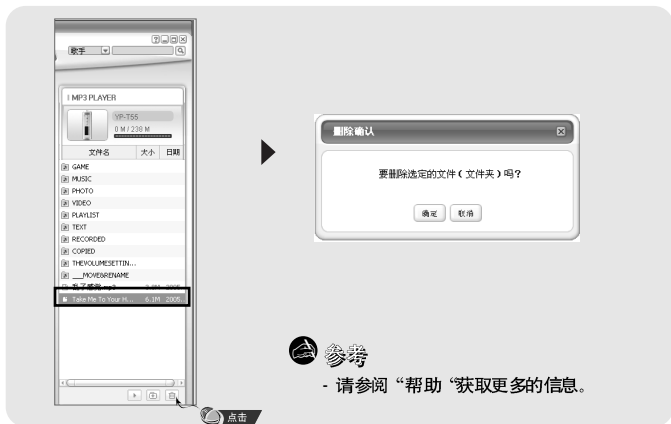 歌手
MP3 PLAYER
YP-T55
0 M / 238 M
文件名 大小 日期
GAME
MUSIC
PHOTO
VIDEO
PLAYLIST
TEXT
RECORDED
COPIED
THEVOLUMESETTIN...
___MOVE&RENAME
Take Me To Your H... 6.1M 2005.
点击
删除确认
要删除选定的文件（文件夹）吗?
确定 取消
参考
- 请参阅“帮助“获取更多的信息。